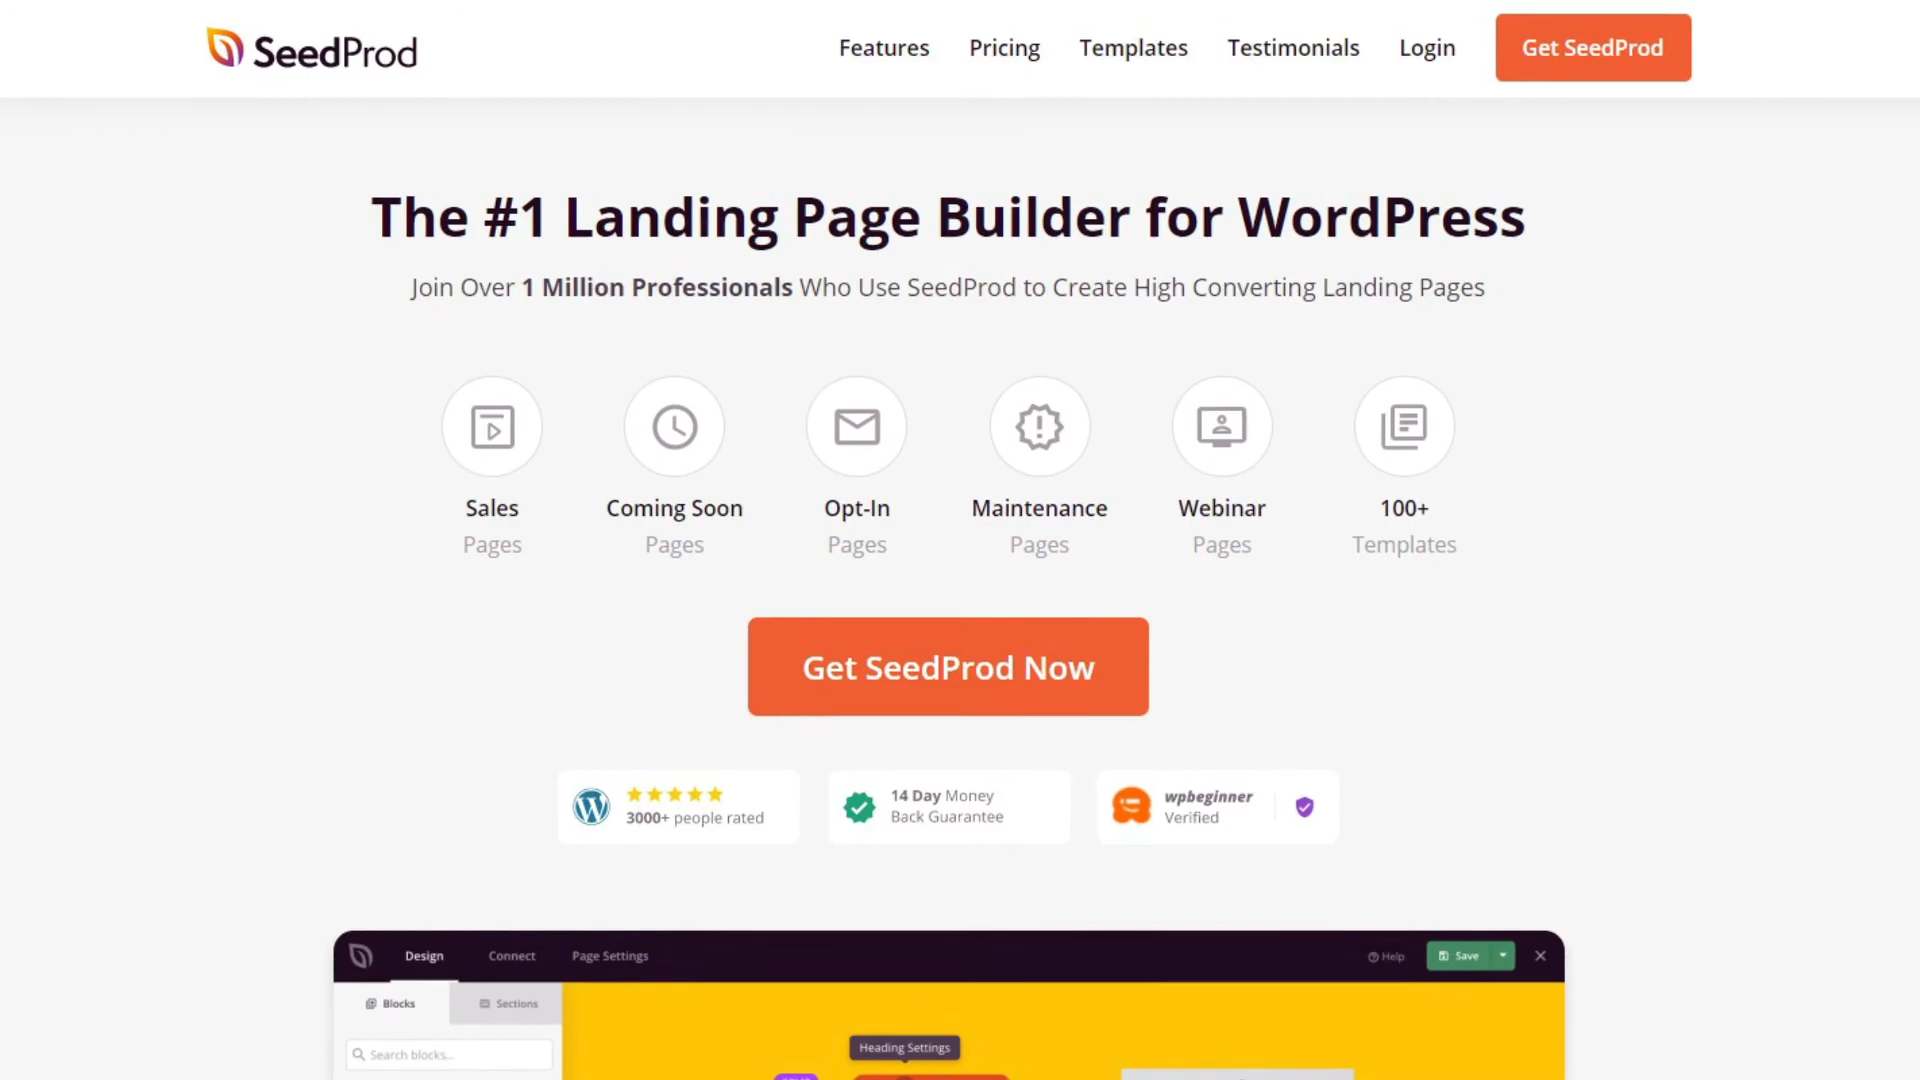 SeedProd
Features
Pricing
Templates
Testimonials
Login
Get SeedProd
The #1 Landing Page Builder for WordPress
Join Over 1 Million Professionals Who Use SeedProd to Create High Converting Landing Pages
Sales
Pages
Coming Soon
Pages
Opt-In
Pages
Maintenance
Pages
Webinar
Pages
100+
Templates
Get SeedProd Now
3000+ people rated
14 Day Money
Back Guarantee
wpbeginner
Verified
Design
Connect
Page Settings
Help
Save
Blocks
Sections
Search blocks...
Heading Settings